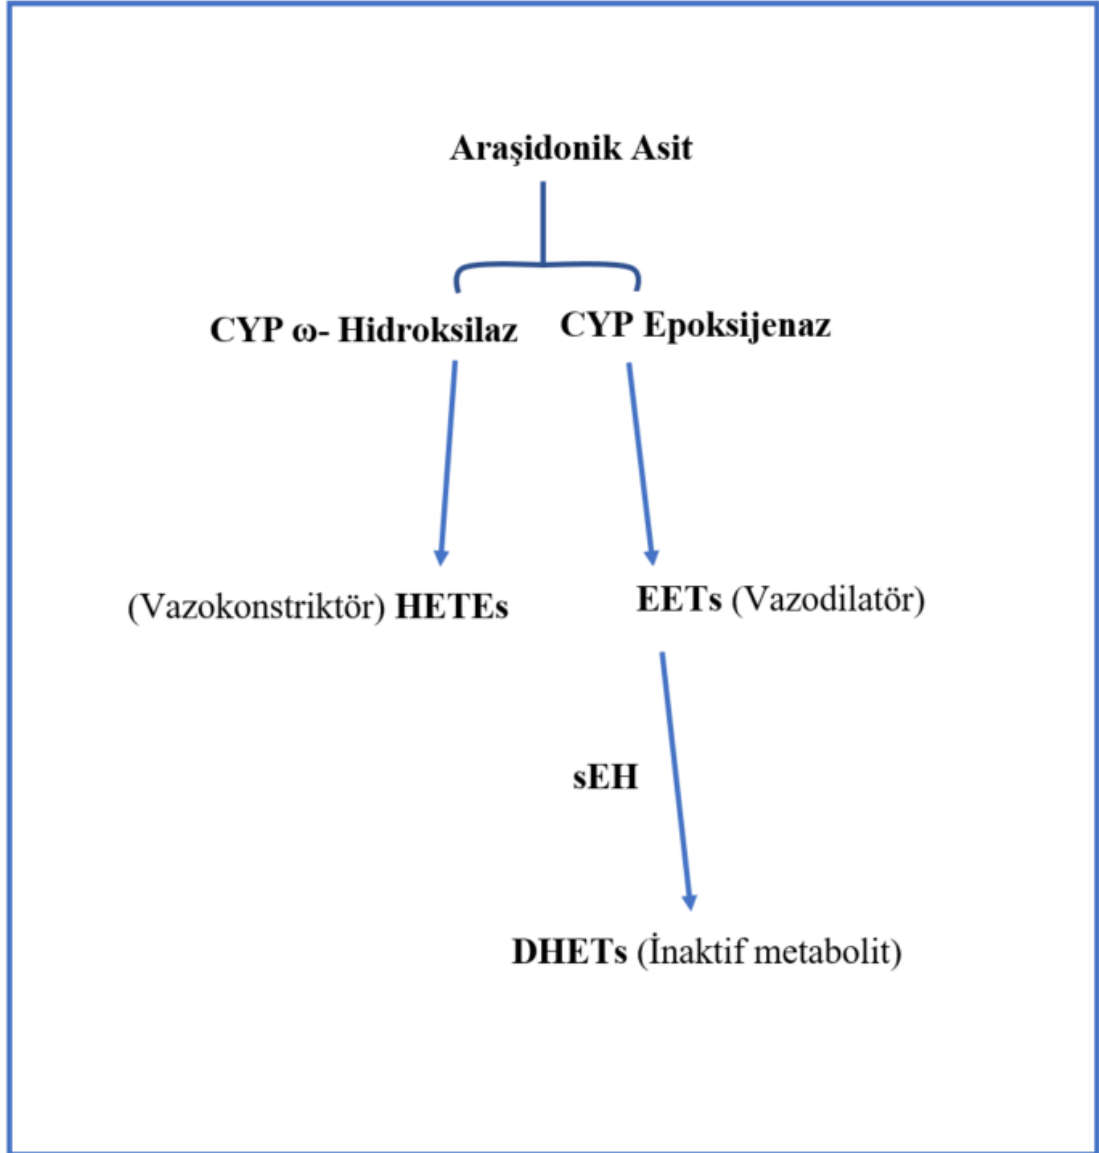 Araşidonik Asit
CYP ω- Hidroksilaz
CYP Epoksijenaz
(Vazokonstriktör) HETEs
EETs (Vazodilatör)
sEH
DHETs (İnaktif metabolit)